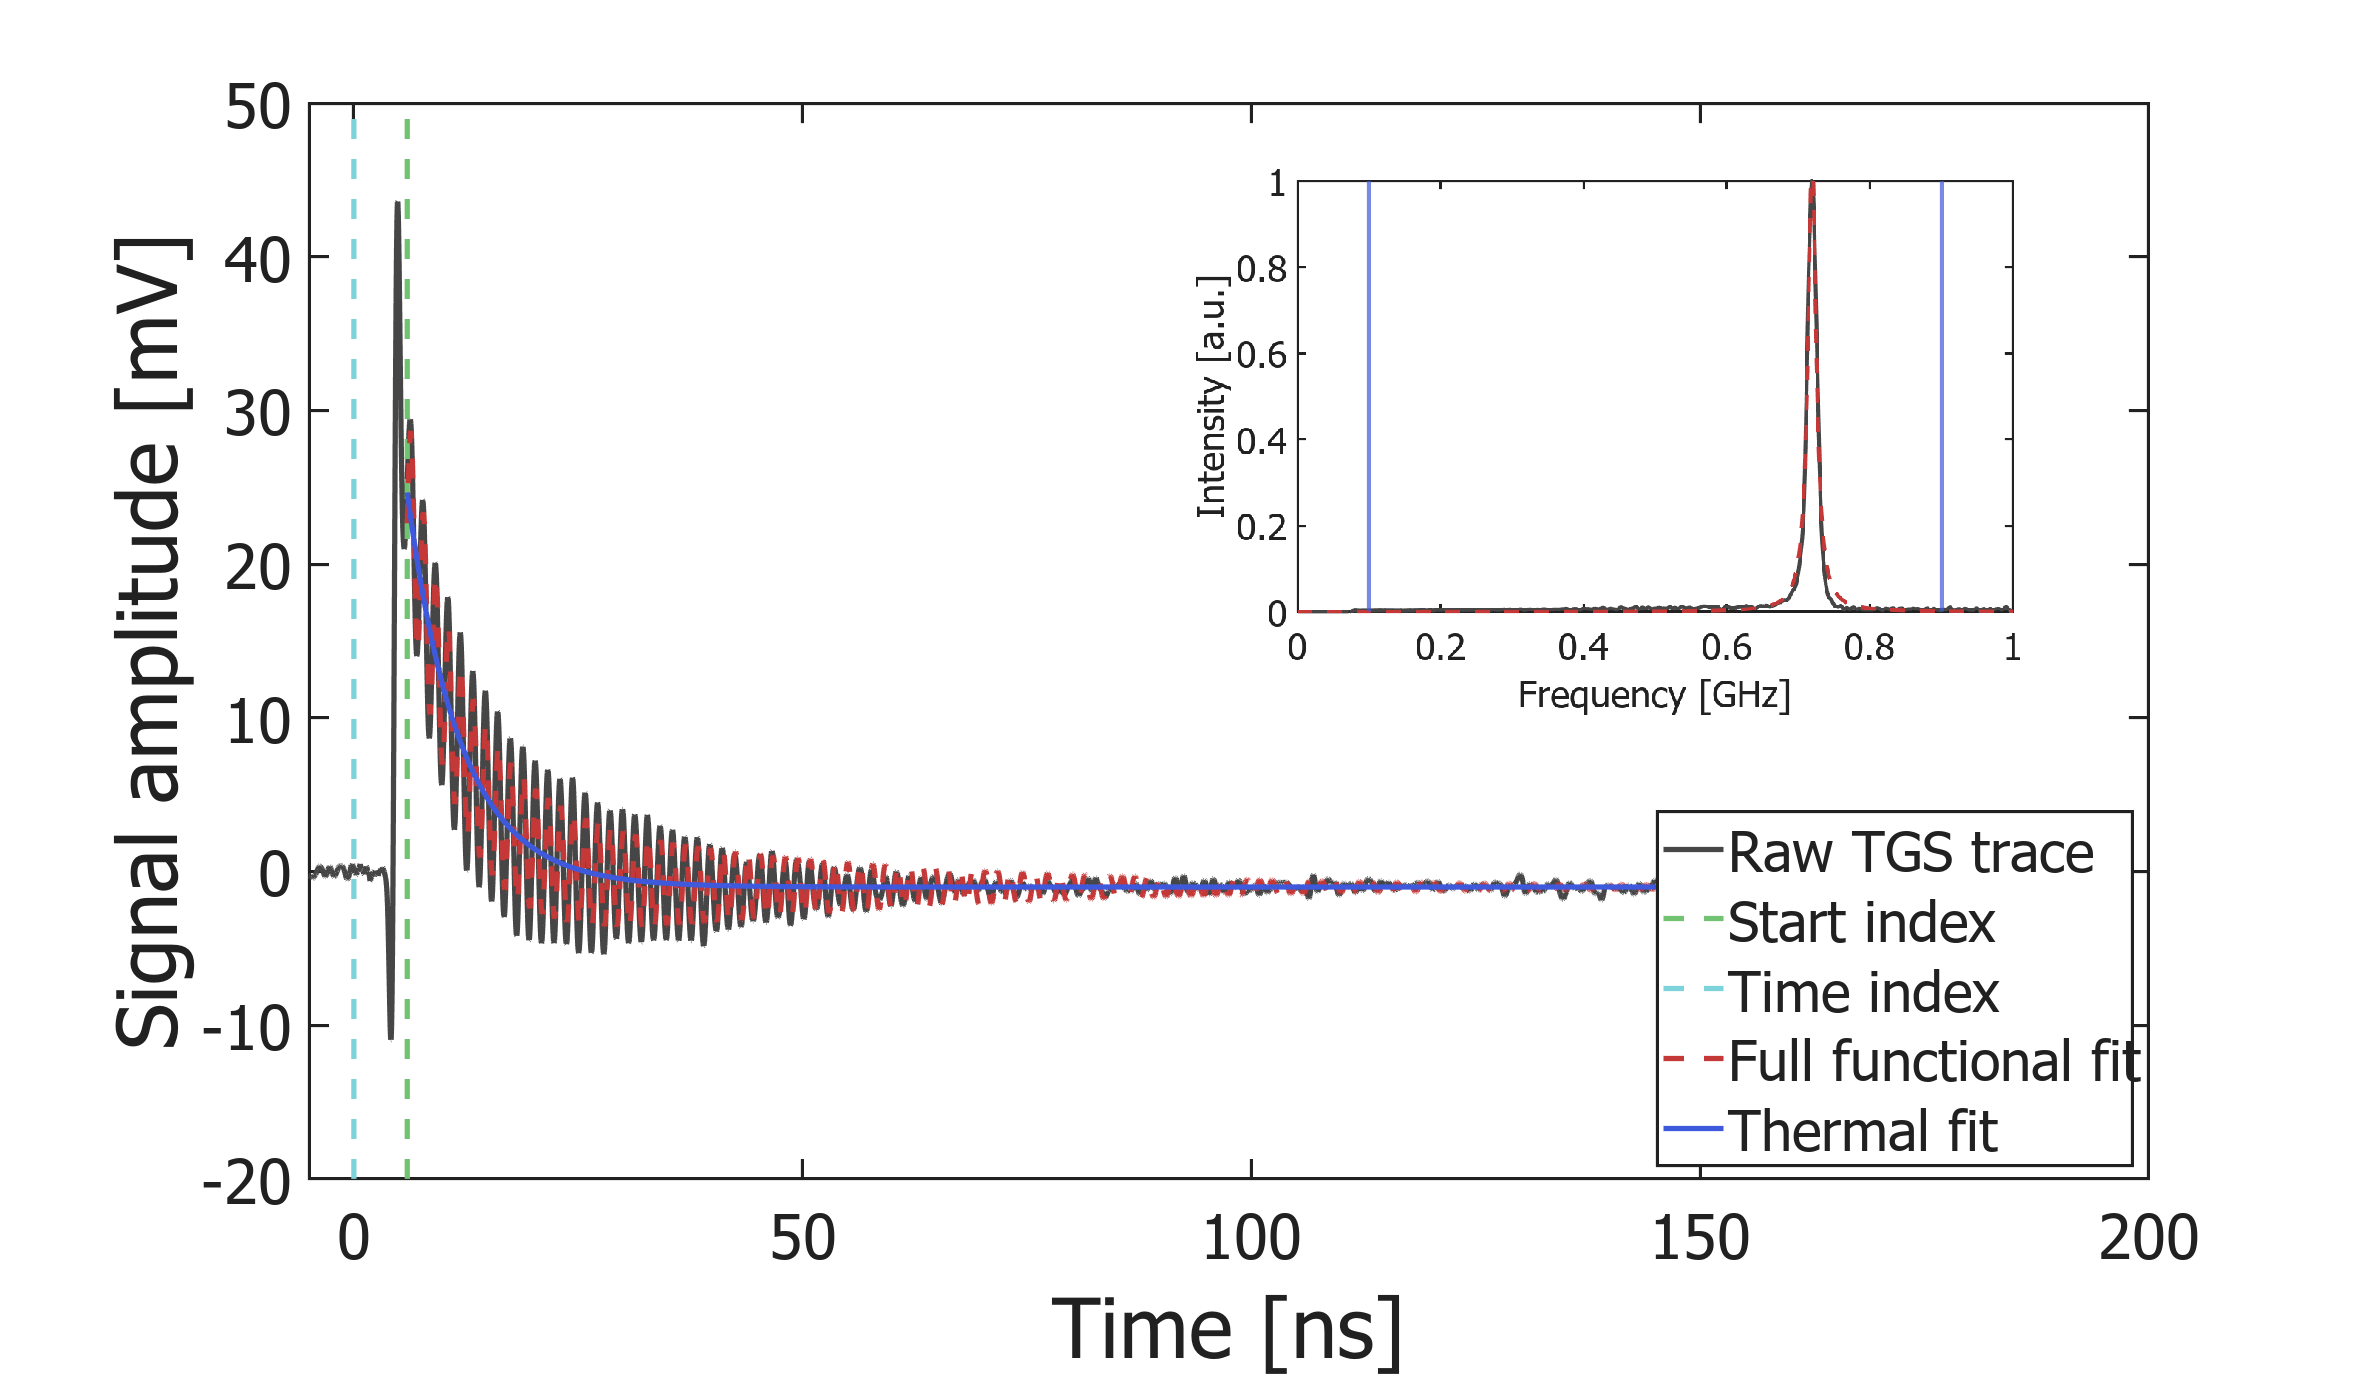 50
40
30
20
10
0
-10
-20
Signal amplitude [mV]
0
50
100
150
200
Time [ns]
1
0.8
0.6
0.4
0.2
0
Intensity [a.u.]
0
0.2
0.4
0.6
0.8
1
Frequency [GHz]
Raw TGS trace
Start index
Time index
Full functional fit
Thermal fit